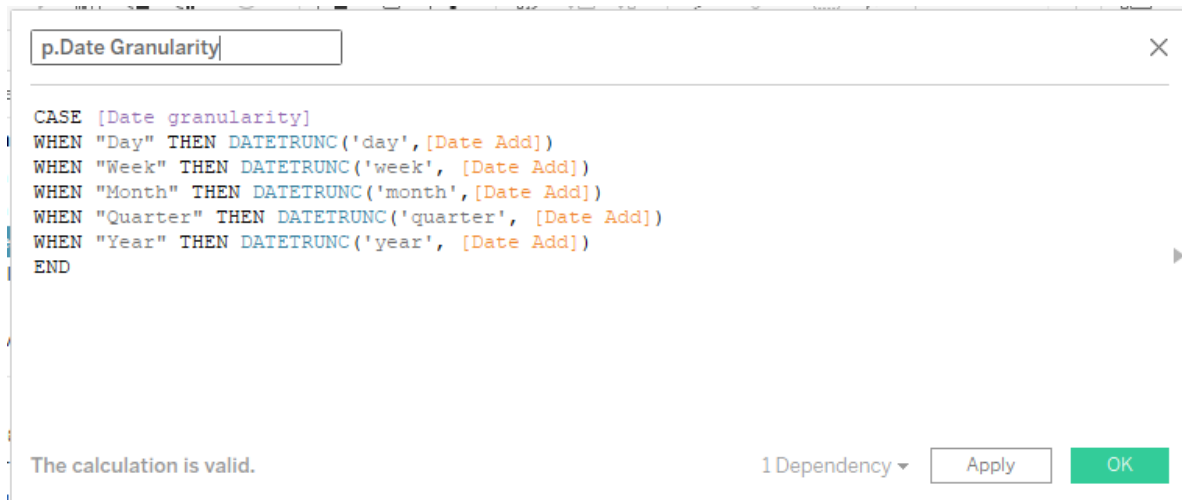 p.Date Granularity
CASE [Date granularity]
WHEN "Day" THEN DATETRUNC('day',[Date Add])
WHEN "Week" THEN DATETRUNC('week', [Date Add])
WHEN "Month" THEN DATETRUNC('month',[Date Add])
WHEN "Quarter" THEN DATETRUNC('quarter', [Date Add])
WHEN "Year" THEN DATETRUNC('year', [Date Add])
END
The calculation is valid.
1 Dependency
Apply
OK